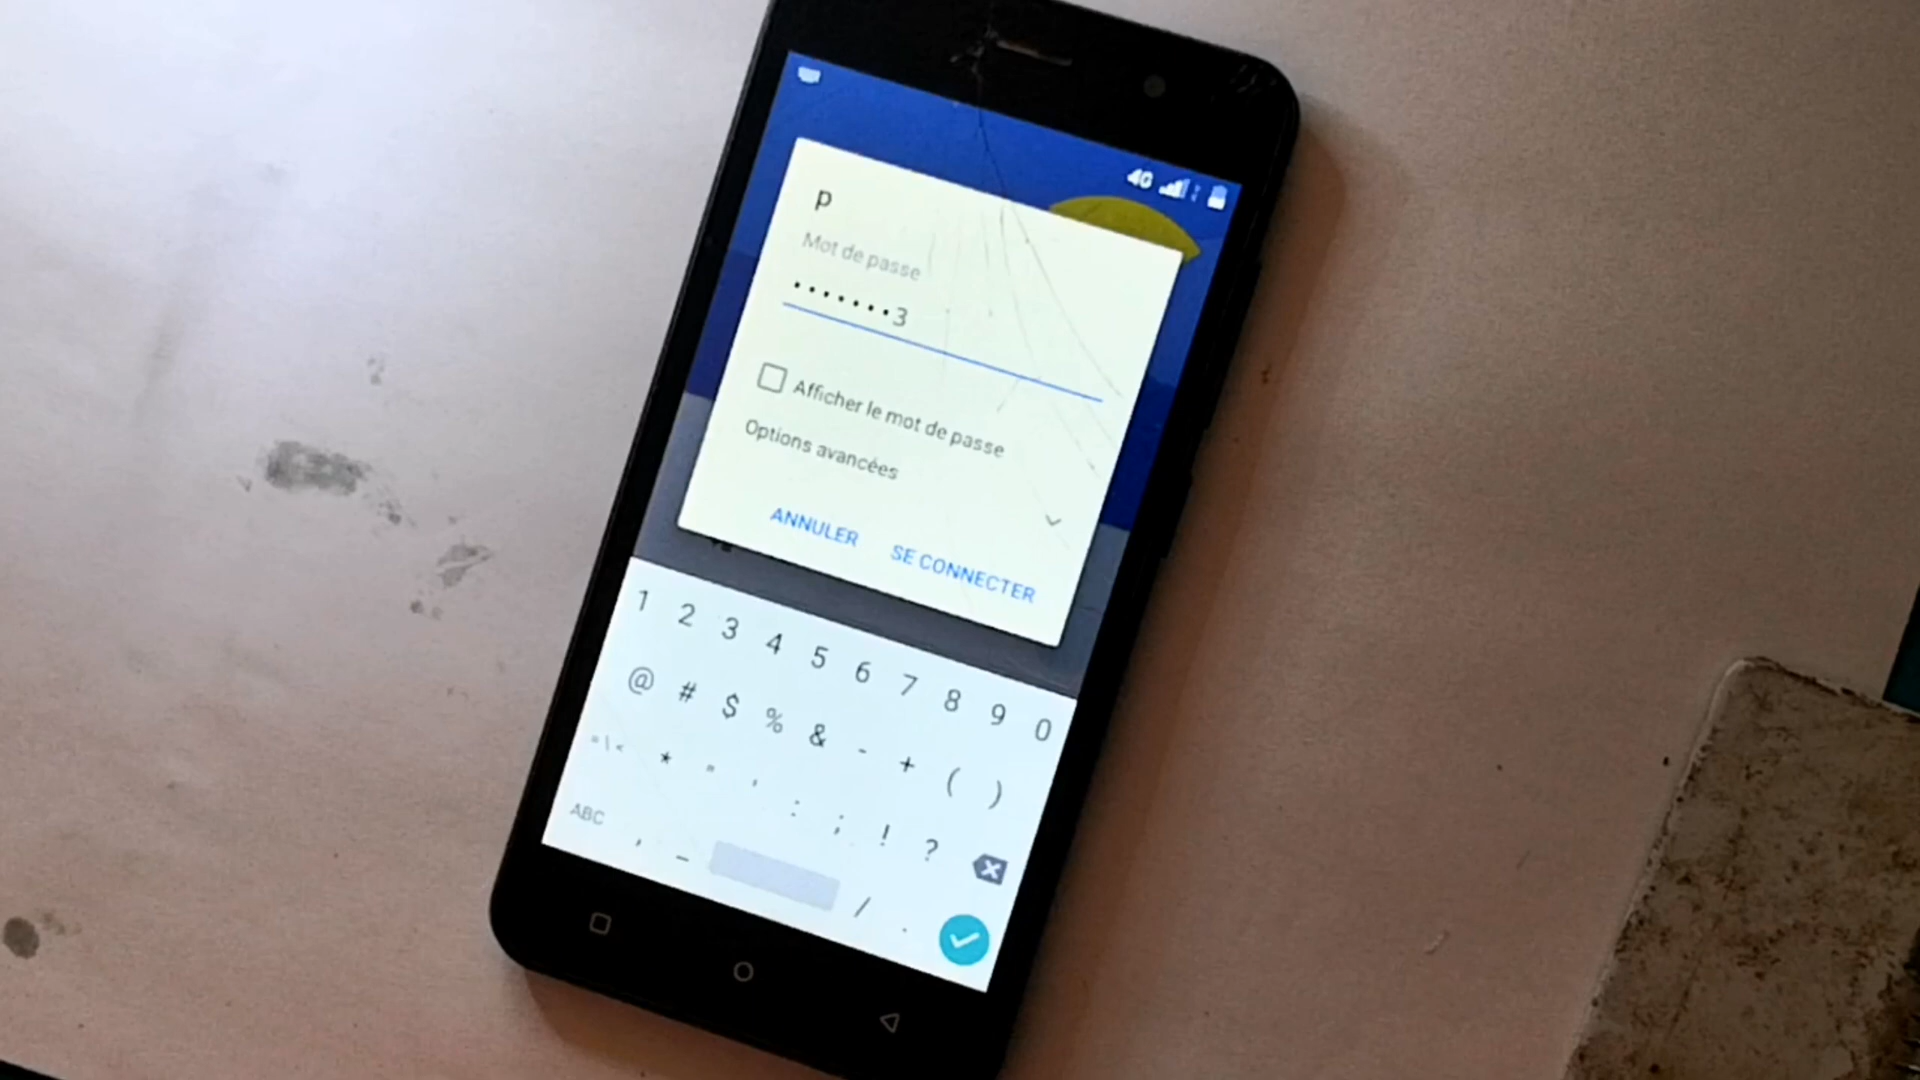 4G
p
Mot de passe
•••••••3
Afficher le mot de passe
Options avancées
ANNULER SE CONNECTER
1 2 3 4 5 6 7 8 9 0
@ # $ % & - + ( )
=\< * " ' : ; ! ?
ABC , _ / .